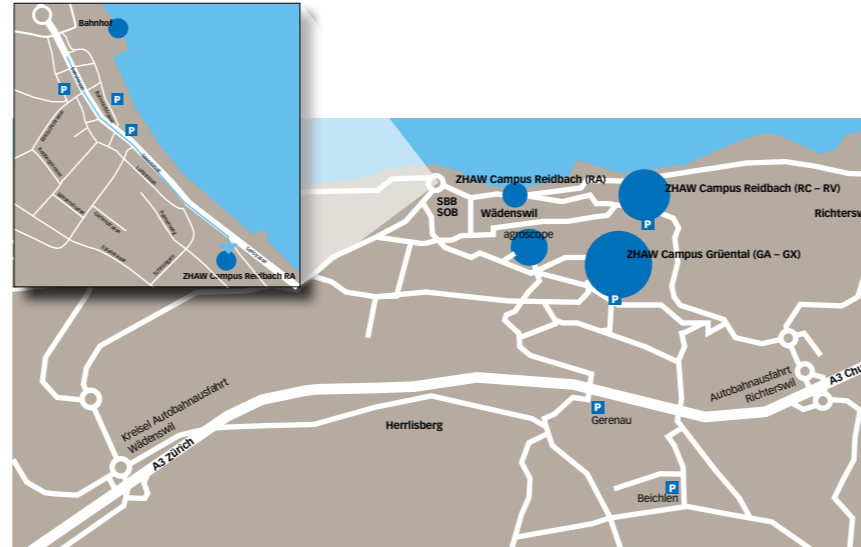 Bahnhof
P
P
P
Seestrasse
ZHAW Campus Reidbach RA
ZHAW Campus Reidbach (RA)
ZHAW Campus Reidbach (RC – RV)
SBB
SOB
Wädenswil
P
Richtersw
agroscope
ZHAW Campus Grüental (GA – GX)
P
Autobahnausfahrt
Richterswil
A3 Chu
Kreisel Autobahnausfahrt
Wädenswil
A3 Zürich
Herrlisberg
P
Gerenau
P
Beichlen